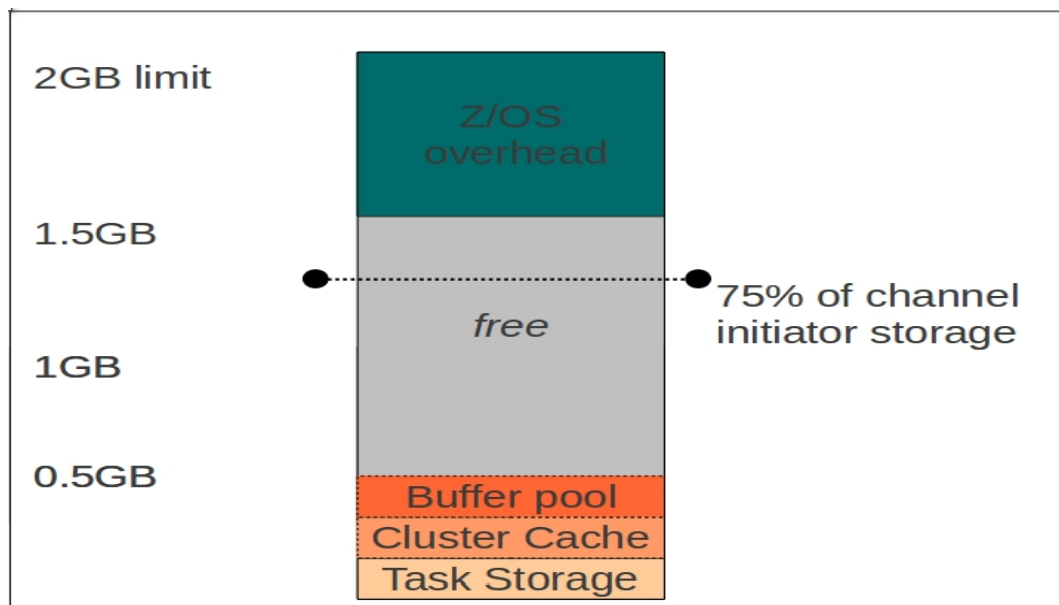 2GB limit
Z/OS
overhead
1.5GB
75% of channel
initiator storage
free
1GB
0.5GB
Buffer pool
Cluster Cache
Task Storage